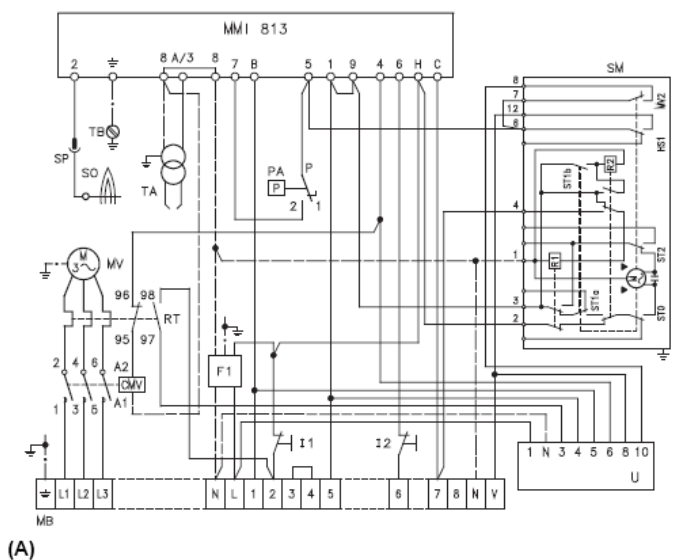 MMI 813
2
8 A/3 8 7 B 5 1 9 4 6 H C
SM
8
7
12
6
MV2
HS1
TB
SP
SO
TA
PA
P
P
2 1
R2
ST1b
4
ST2
1
R1
3
ST1a
ST0
2
M
3
MV
96 98
RT
95 97
2 4 6 A2
CMV
1 3 5 A1
F1
I1
I2
1 N 3 4 5 6 8 10
U
L1 L2 L3 N L 1 2 3 4 5 6 7 8 N V
MB
(A)